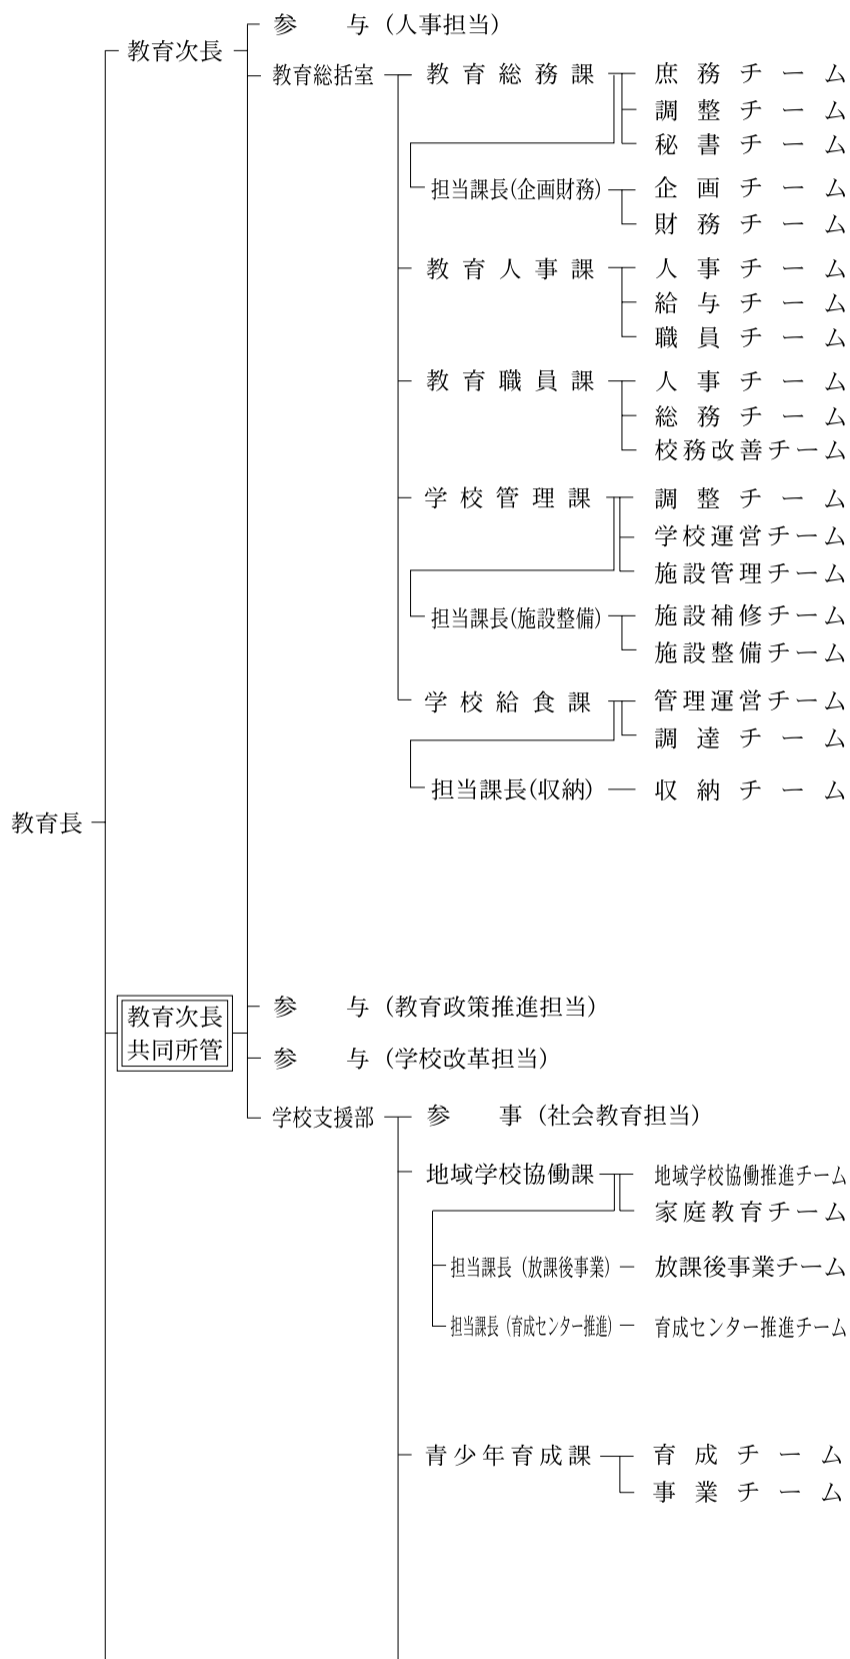 参　与（人事担当）
教育次長
教育総括室　教育総務課　庶務チーム
調整チーム
秘書チーム
担当課長(企画財務)　企画チーム
財務チーム
教育人事課　人事チーム
給与チーム
職員チーム
教育職員課　人事チーム
総務チーム
校務改善チーム
学校管理課　調整チーム
学校運営チーム
施設管理チーム
担当課長(施設整備)　施設補修チーム
施設整備チーム
学校給食課　管理運営チーム
調達チーム
担当課長(収納)　収納チーム
教育長
教育次長
共同所管
参　与（教育政策推進担当）
参　与（学校改革担当）
学校支援部　参　事（社会教育担当）
地域学校協働課　地域学校協働推進チーム
家庭教育チーム
担当課長（放課後事業）　放課後事業チーム
担当課長（育成センター推進）　育成センター推進チーム
青少年育成課　育成チーム
事業チーム